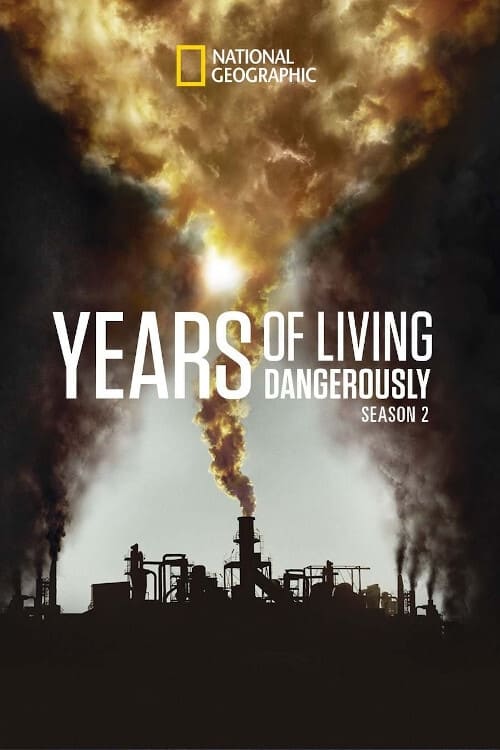 NATIONAL
GEOGRAPHIC
YEARS OF LIVING
DANGEROUSLY
SEASON 2